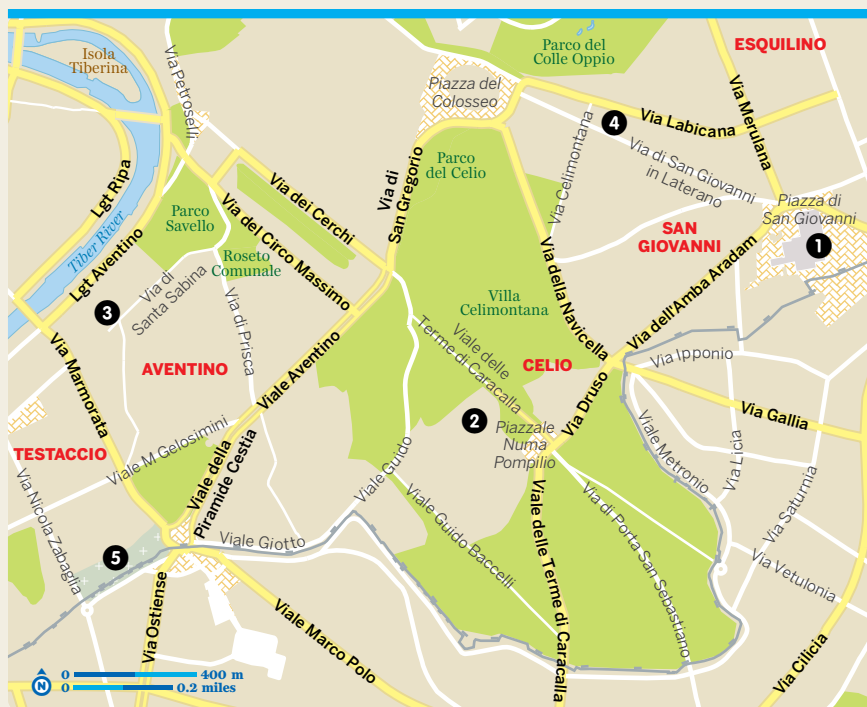 Isola
Tiberina
Via Petroselli
Parco del
Colle Oppio
ESQUILINO
Piazza del
Colosseo
Via Labicana
Via Merulana
4
Via Celimontana
Via di San Giovanni
in Laterano
Lgt Ripa
Tiber River
Lgt Aventino
Parco
Savello
Via dei Cerchi
Via di
San Gregorio
Parco
del Celio
Piazza di
San Giovanni
1
SAN
GIOVANNI
Via del Circo Massimo
Roseto
Comunale
Via di
Santa Sabina
3
Via di Prisca
Via della Navicella
Via dell'Amba Aradam
Villa
Celimontana
Viale delle
Terme di Caracalla
CELIO
Via Ipponio
Via Marmorata
AVENTINO
Viale Aventino
Via Druso
Via Gallia
2
Piazzale
Numa
Pompilio
TESTACCIO
Viale M Gelosimini
Viale della
Piramide Cestia
Viale Guido
Viale Metronio
Via Licia
Via Saturnia
Via Nicola Zabaglia
Viale Guido Baccelli
Viale delle Terme di Caracalla
Via di Porta San Sebastiano
Via Vetulonia
5
Viale Giotto
Via Ostiense
Viale Marco Polo
Via Cilicia
N
0 400 m
0 0.2 miles